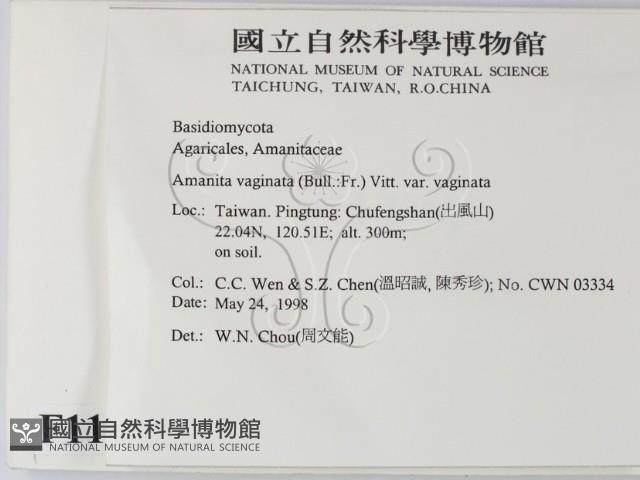 國立自然科學博物館
NATIONAL MUSEUM OF NATURAL SCIENCE
TAICHUNG, TAIWAN, R.O.CHINA
Basidiomycota
Agaricales, Amanitaceae
Amanita vaginata (Bull.:Fr.) Vitt. var. vaginata
Loc.: Taiwan. Pingtung: Chufengshan(出風山)
22.04N, 120.51E; alt. 300m;
on soil.
Col.: C.C. Wen & S.Z. Chen(溫昭誠, 陳秀珍); No. CWN 03334
Date: May 24, 1998
Det.: W.N. Chou(周文能)
F11
國立自然科學博物館
NATIONAL MUSEUM OF NATURAL SCIENCE